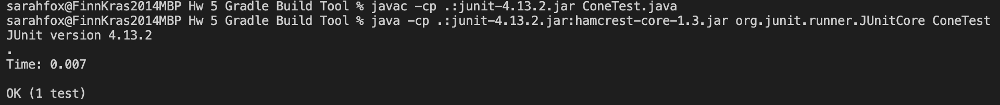 sarahfox@FinnKras2014MBP Hw 5 Gradle Build Tool % javac -cp .:junit-4.13.2.jar ConeTest.java
sarahfox@FinnKras2014MBP Hw 5 Gradle Build Tool % java -cp .:junit-4.13.2.jar:hamcrest-core-1.3.jar org.junit.runner.JUnitCore ConeTest
JUnit version 4.13.2
.
Time: 0.007
OK (1 test)